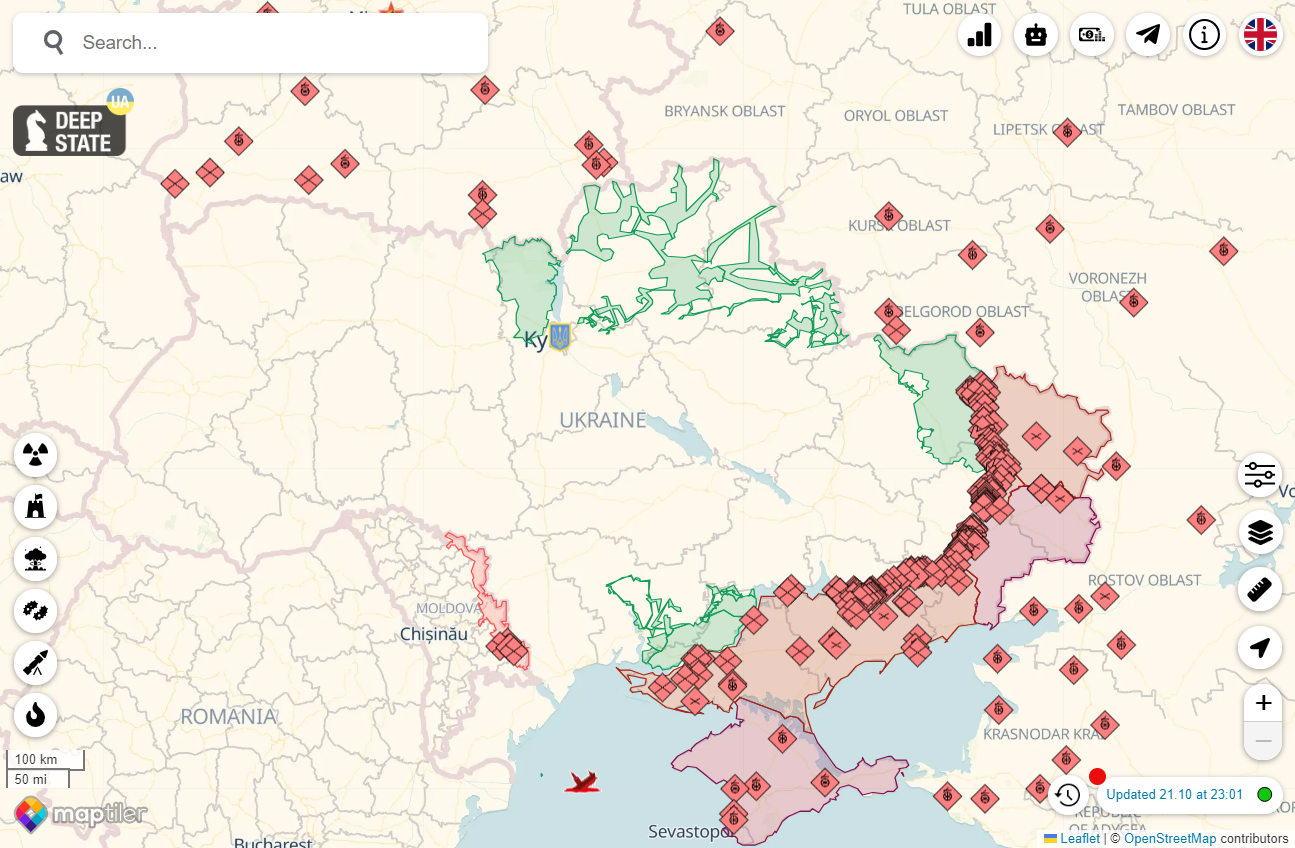 TULA OBLAST
Search...
BRYANSK OBLAST
ORYOL OBLAST
TAMBOV OBLAST
LIPETSK OBLAST
UA
DEEP
STATE
aw
KURSK OBLAST
VORONEZH
OBLAST
BELGOROD OBLAST
Ky
UKRAINE
Vo
ROSTOV OBLAST
MOLDOVA
Chișinău
ROMANIA
KRASNODAR KRAI
100 km
50 mi
Updated 21.10 at 23:01
maptiler
REPUBLIC
OF ADYGEA
Sevastopo
Bucharest
Leaflet | © OpenStreetMap contributors